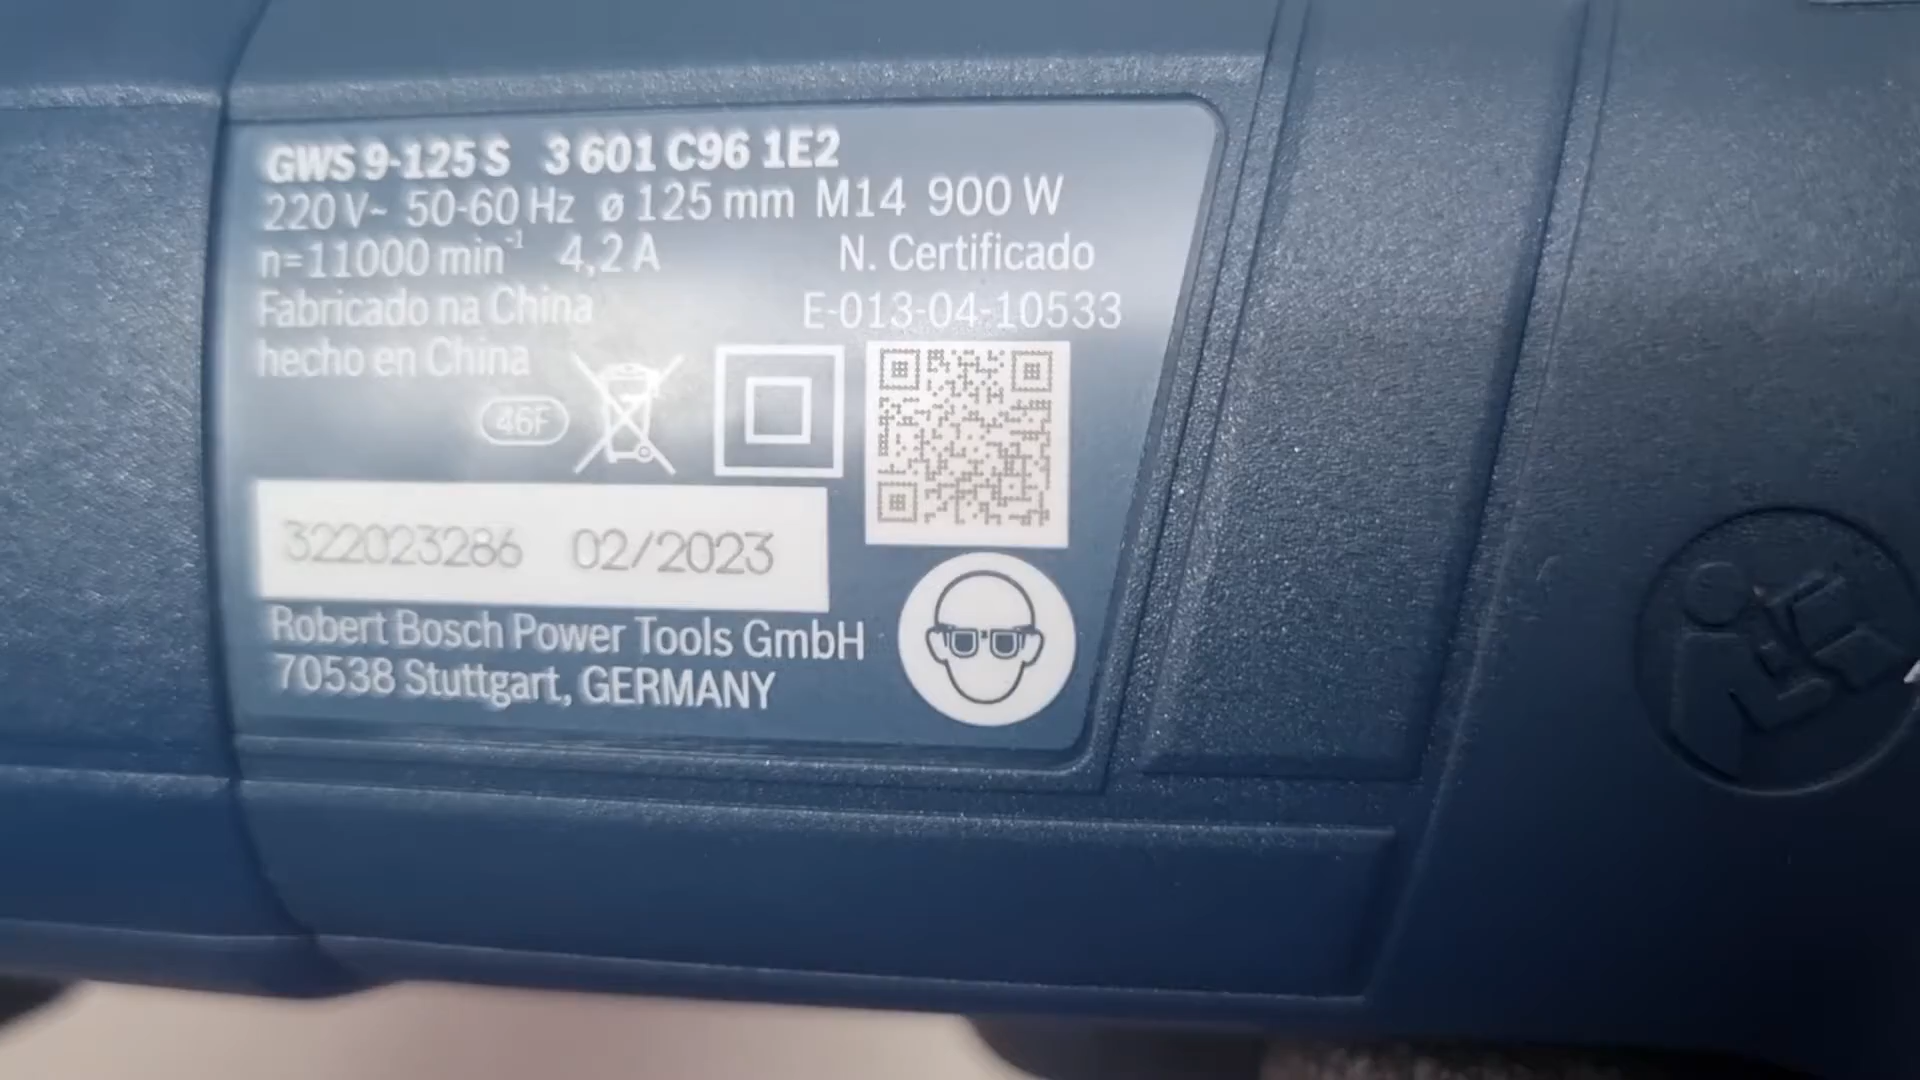 GWS 9-125 S 3 601 C96 1E2
220 V~ 50-60 Hz ø 125 mm M14 900 W
n=11000 min⁻¹ 4,2 A
N. Certificado
Fabricado na China
E-013-04-10533
hecho en China
46F
322023286 02/2023
Robert Bosch Power Tools GmbH
70538 Stuttgart, GERMANY